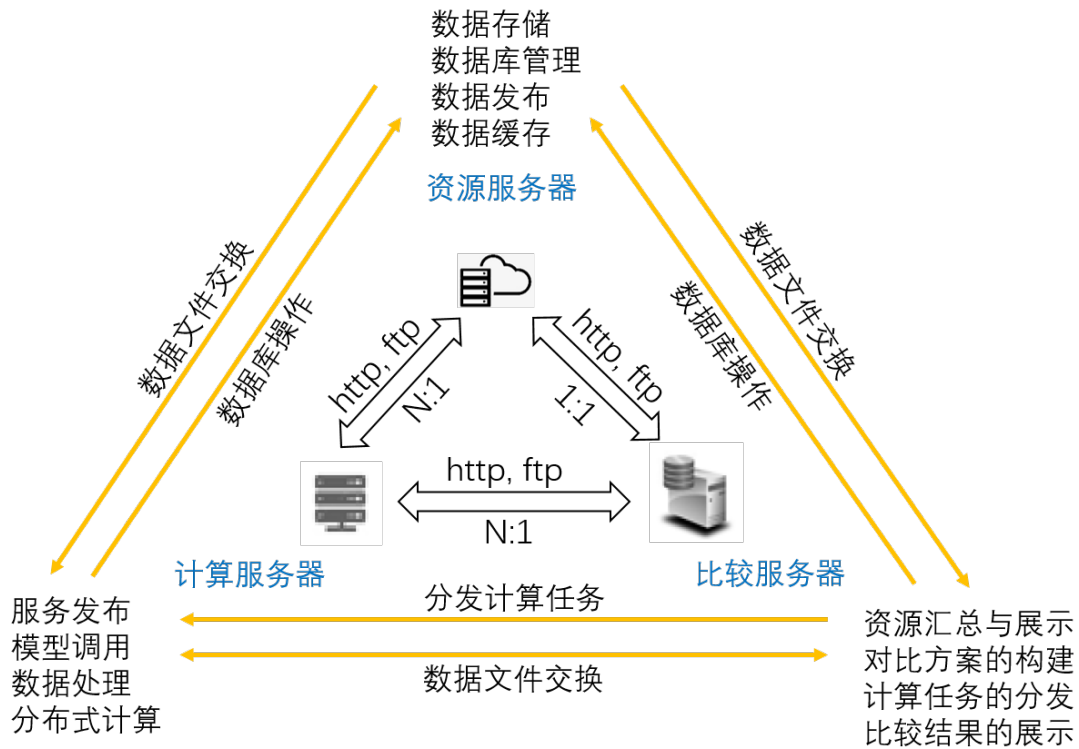 数据存储
数据库管理
数据发布
数据缓存
资源服务器
数据文件交换
数据库操作
数据文件交换
数据库操作
http, ftp
N:1
http, ftp
1:1
http, ftp
N:1
计算服务器
比较服务器
分发计算任务
数据文件交换
服务发布
模型调用
数据处理
分布式计算
资源汇总与展示
对比方案的构建
计算任务的分发
比较结果的展示